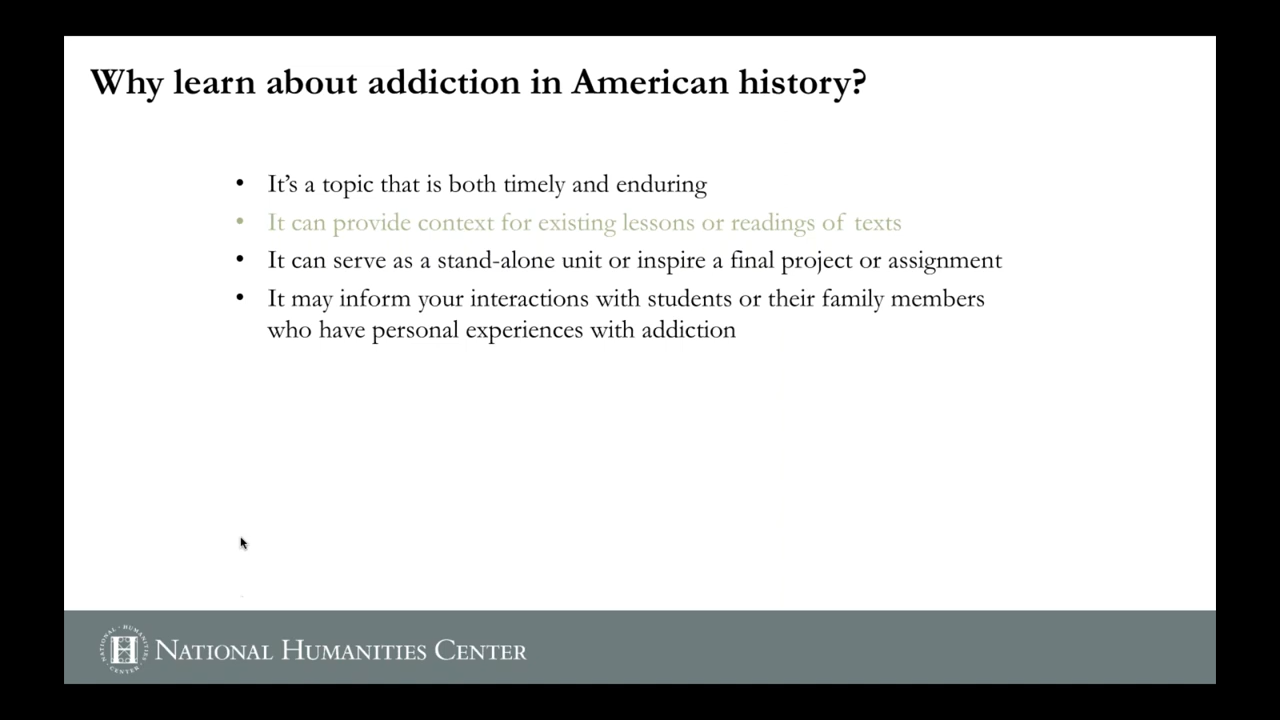 Why learn about addiction in American history?
• It’s a topic that is both timely and enduring
• It can provide context for existing lessons or readings of texts
• It can serve as a stand-alone unit or inspire a final project or assignment
• It may inform your interactions with students or their family members
who have personal experiences with addiction
NATIONAL HUMANITIES CENTER
NATIONAL HUMANITIES CENTER